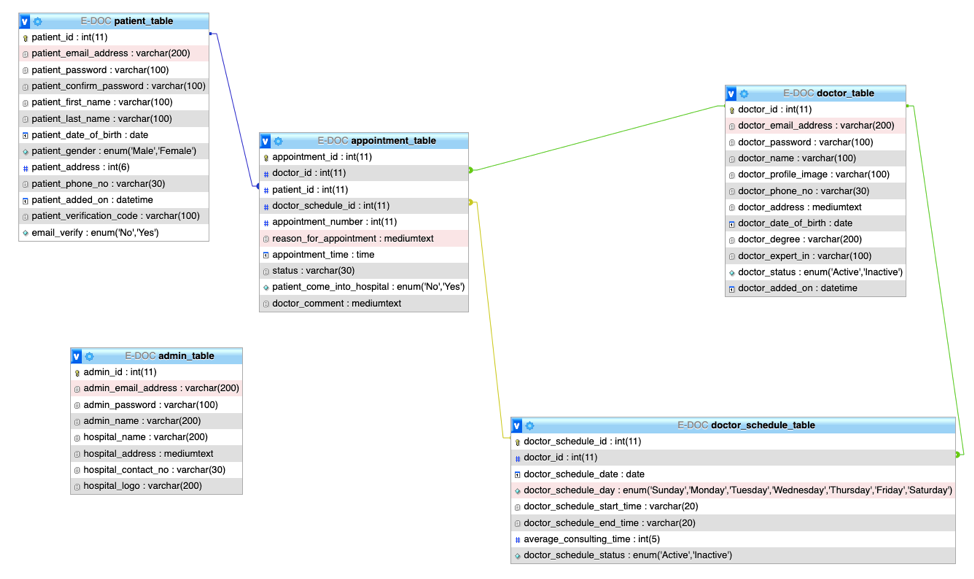 E-DOC patient_table
patient_id : int(11)
patient_email_address : varchar(200)
patient_password : varchar(100)
patient_confirm_password : varchar(100)
patient_first_name : varchar(100)
patient_last_name : varchar(100)
patient_date_of_birth : date
patient_gender : enum('Male','Female')
patient_address : int(6)
patient_phone_no : varchar(30)
patient_added_on : datetime
patient_verification_code : varchar(100)
email_verify : enum('No','Yes')
E-DOC appointment_table
appointment_id : int(11)
doctor_id : int(11)
patient_id : int(11)
doctor_schedule_id : int(11)
appointment_number : int(11)
reason_for_appointment : mediumtext
appointment_time : time
status : varchar(30)
patient_come_into_hospital : enum('No','Yes')
doctor_comment : mediumtext
E-DOC doctor_table
doctor_id : int(11)
doctor_email_address : varchar(200)
doctor_password : varchar(100)
doctor_name : varchar(100)
doctor_profile_image : varchar(100)
doctor_phone_no : varchar(30)
doctor_address : mediumtext
doctor_date_of_birth : date
doctor_degree : varchar(200)
doctor_expert_in : varchar(100)
doctor_status : enum('Active','Inactive')
doctor_added_on : datetime
E-DOC admin_table
admin_id : int(11)
admin_email_address : varchar(200)
admin_password : varchar(100)
admin_name : varchar(200)
hospital_name : varchar(200)
hospital_address : mediumtext
hospital_contact_no : varchar(30)
hospital_logo : varchar(200)
E-DOC doctor_schedule_table
doctor_schedule_id : int(11)
doctor_id : int(11)
doctor_schedule_date : date
doctor_schedule_day : enum('Sunday','Monday','Tuesday','Wednesday','Thursday','Friday','Saturday')
doctor_schedule_start_time : varchar(20)
doctor_schedule_end_time : varchar(20)
average_consulting_time : int(5)
doctor_schedule_status : enum('Active','Inactive')